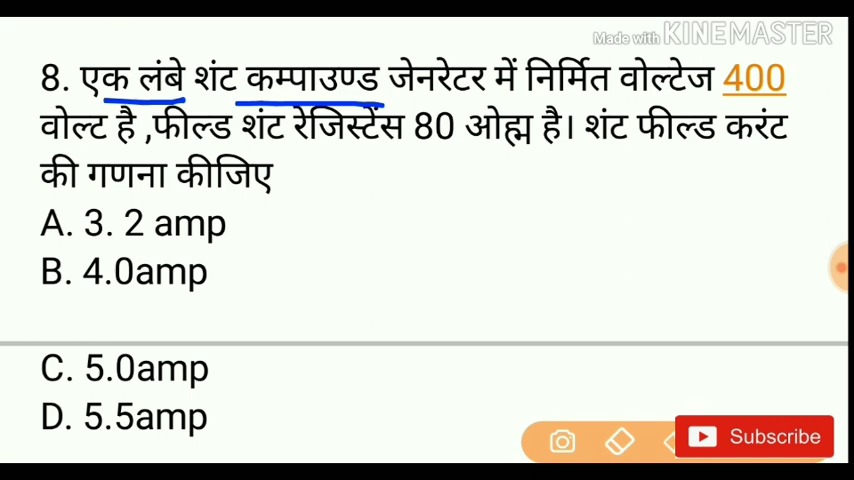 Made with KINEMASTER
8. एक लंबे शंट कम्पाउण्ड जेनरेटर में निर्मित वोल्टेज 400
वोल्ट है ,फील्ड शंट रेजिस्टेंस 80 ओह्म है। शंट फील्ड करंट
की गणना कीजिए
A. 3. 2 amp
B. 4.0amp
C. 5.0amp
D. 5.5amp
Subscribe